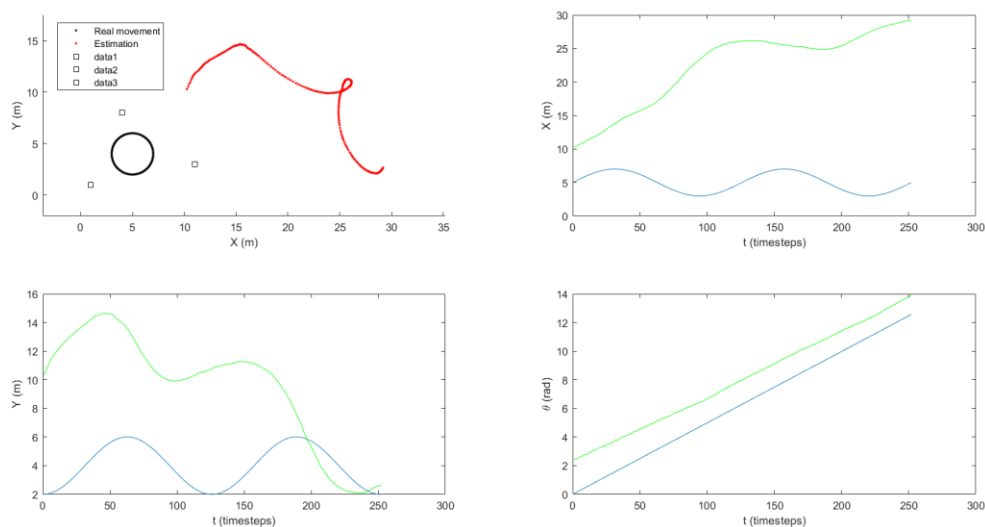 Real movement
Estimation
data1
data2
data3
15
10
5
0
Y (m)
0 5 10 15 20 25 30 35
X (m)
30
25
20
15
10
5
0
X (m)
0 50 100 150 200 250 300
t (timesteps)
16
14
12
10
8
6
4
2
Y (m)
0 50 100 150 200 250 300
t (timesteps)
14
12
10
8
6
4
2
0
θ (rad)
0 50 100 150 200 250 300
t (timesteps)